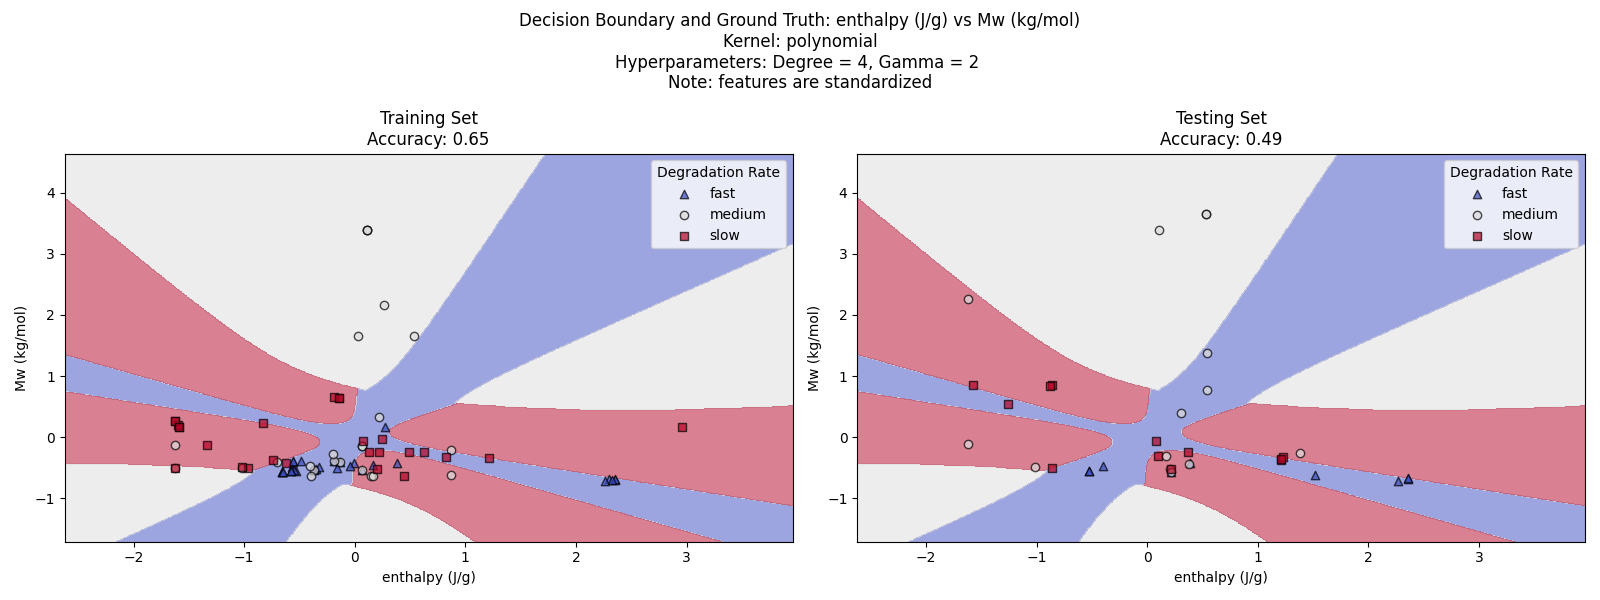 Decision Boundary and Ground Truth: enthalpy (J/g) vs Mw (kg/mol)
Kernel: polynomial
Hyperparameters: Degree = 4, Gamma = 2
Note: features are standardized
Training Set
Accuracy: 0.65
Degradation Rate
fast
medium
slow
Mw (kg/mol)
4
3
2
1
0
−1
−2
−1
0
1
2
3
enthalpy (J/g)
Testing Set
Accuracy: 0.49
Degradation Rate
fast
medium
slow
Mw (kg/mol)
4
3
2
1
0
−1
−2
−1
0
1
2
3
enthalpy (J/g)